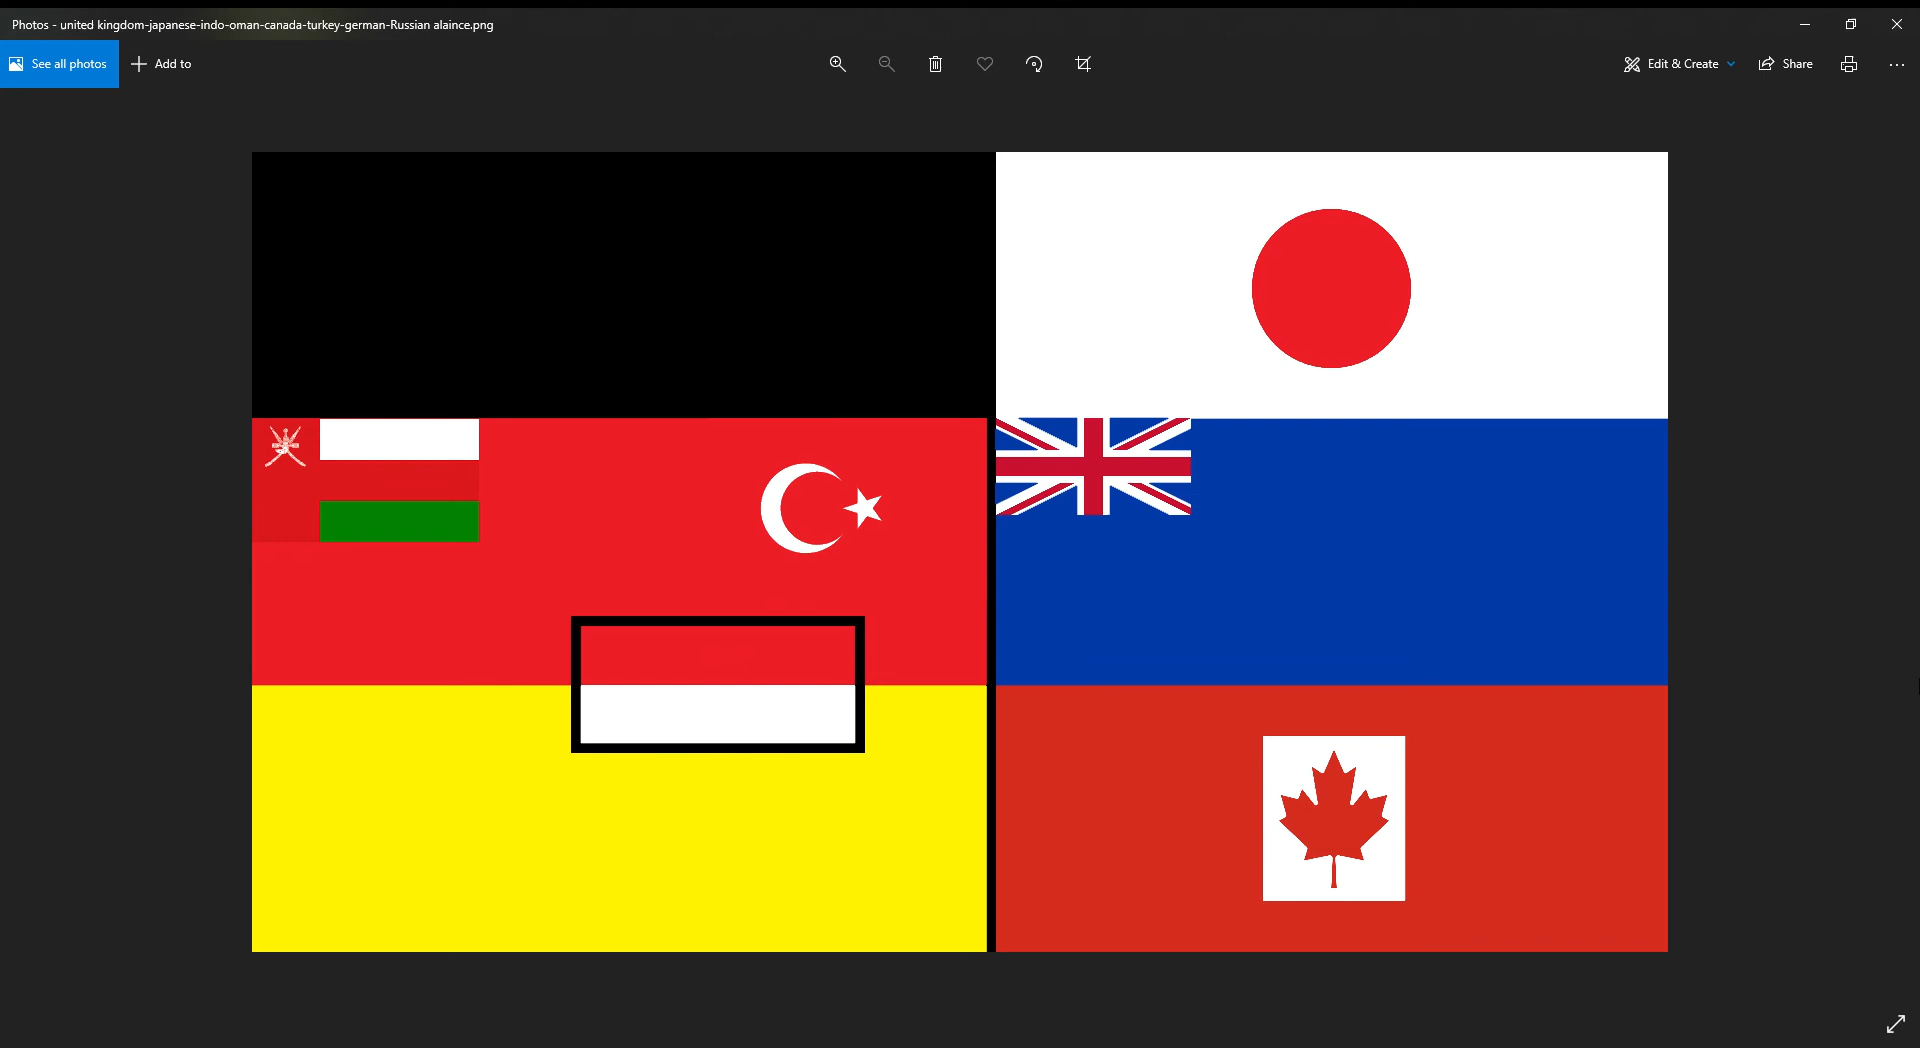 Photos - united kingdom-japanese-indo-oman-canada-turkey-german-Russian alaince.png
See all photos
Add to
Edit & Create
Share